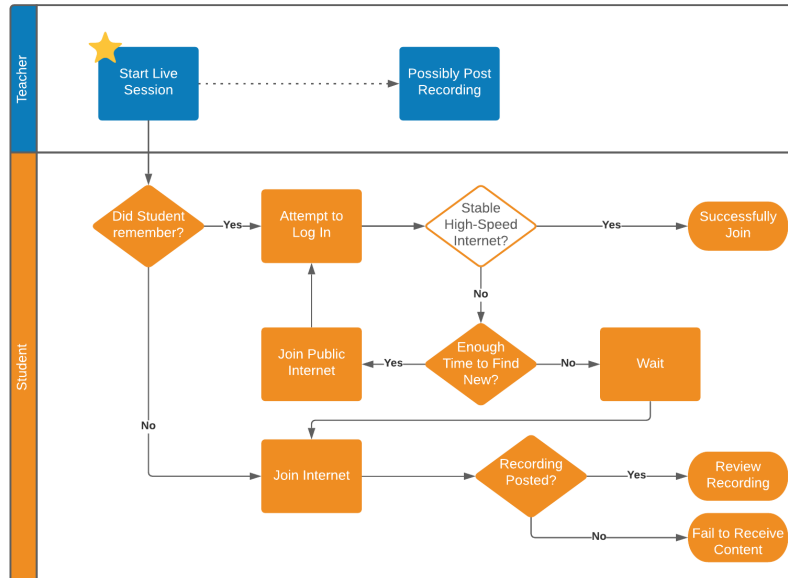 Teacher
Start Live
Session
Possibly Post
Recording
Student
Did Student
remember?
Yes
Attempt to
Log In
Stable
High-Speed
Internet?
Yes
Successfully
Join
No
Join Public
Internet
Yes
Enough
Time to Find
New?
No
Wait
No
Join Internet
Recording
Posted?
Yes
Review
Recording
No
Fail to Receive
Content